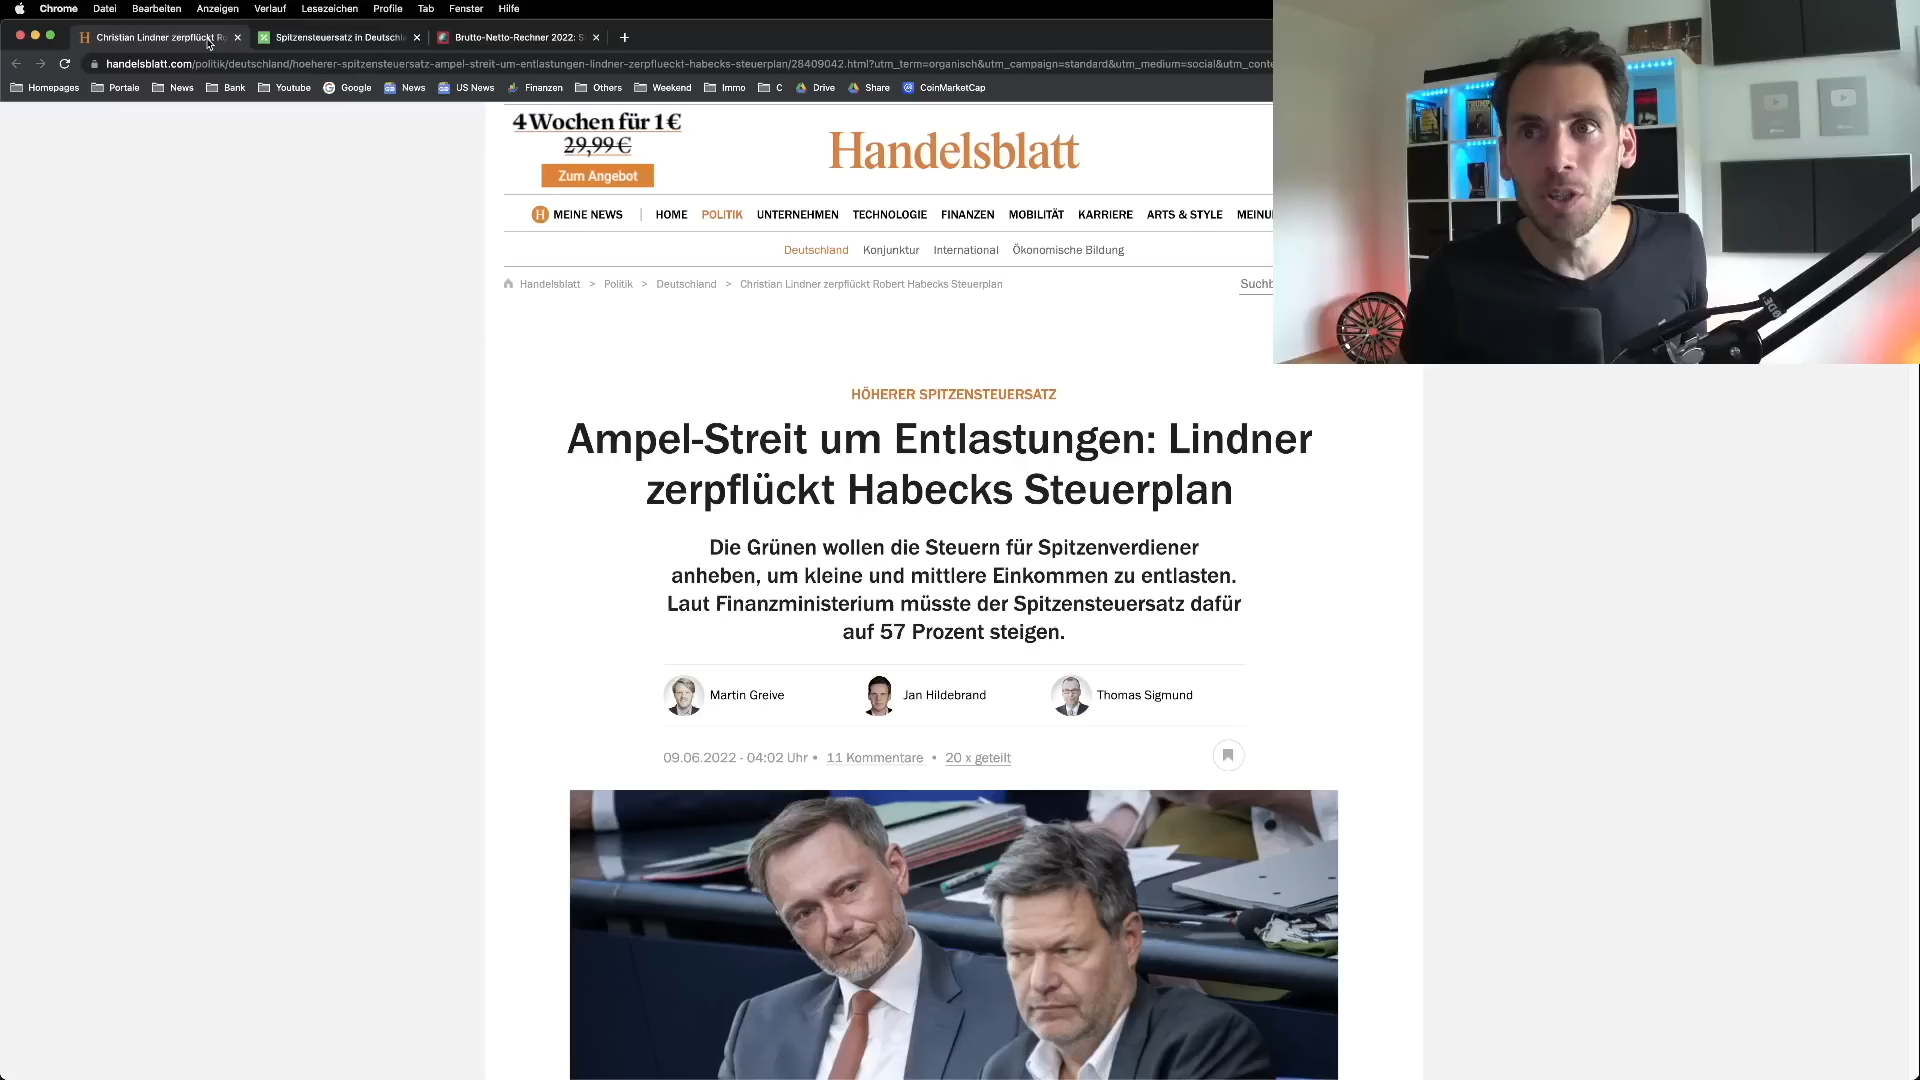 Chrome Datei Bearbeiten Anzeigen Verlauf Lesezeichen Profile Tab Fenster Hilfe
Christian Lindner zerpflückt Ro
Spitzensteuersatz in Deutschla
Brutto-Netto-Rechner 2022: S
handelsblatt.com/politik/deutschland/hoeherer-spitzensteuersatz-ampel-streit-um-entlastungen-lindner-zerpflueckt-habecks-steuerplan/28409042.html?utm_term=organisch&utm_campaign=standard&utm_medium=social&utm_conte
Homepages Portale News Bank Youtube Google News US News Finanzen Others Weekend Immo C Drive Share CoinMarketCap
4 Wochen für 1 €
29,99 €
Zum Angebot
Handelsblatt
H MEINE NEWS | HOME POLITIK UNTERNEHMEN TECHNOLOGIE FINANZEN MOBILITÄT KARRIERE ARTS & STYLE MEINU
Deutschland Konjunktur International Ökonomische Bildung
Handelsblatt > Politik > Deutschland > Christian Lindner zerpflückt Robert Habecks Steuerplan
Suchb
HÖHERER SPITZENSTEUERSATZ
Ampel-Streit um Entlastungen: Lindner
zerpflückt Habecks Steuerplan
Die Grünen wollen die Steuern für Spitzenverdiener
anheben, um kleine und mittlere Einkommen zu entlasten.
Laut Finanzministerium müsste der Spitzensteuersatz dafür
auf 57 Prozent steigen.
Martin Greive Jan Hildebrand Thomas Sigmund
09.06.2022 - 04:02 Uhr • 11 Kommentare • 20 x geteilt